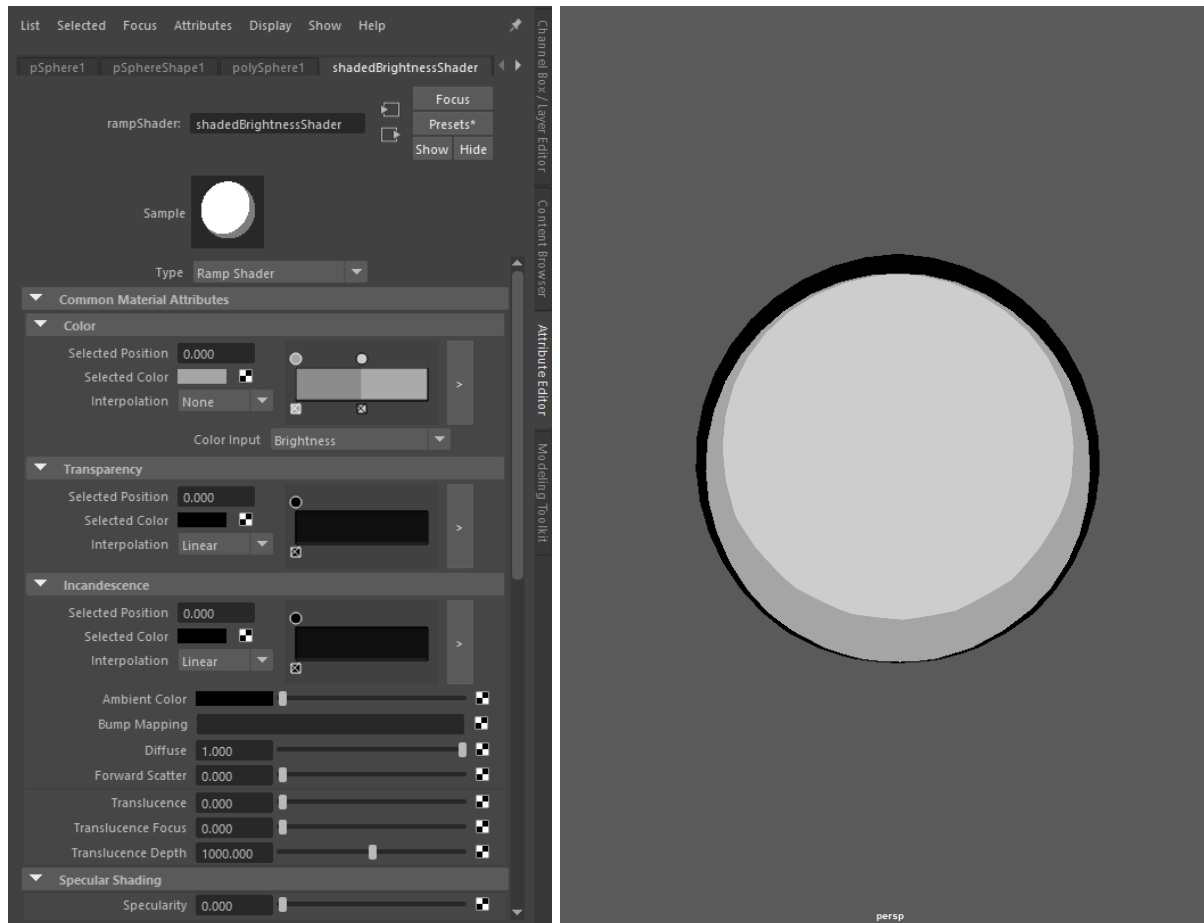 List Selected Focus Attributes Display Show Help
pSphere1 pSphereShape1 polySphere1 shadedBrightnessShader
rampShader: shadedBrightnessShader
Focus
Presets*
Show Hide
Sample
Type Ramp Shader
Common Material Attributes
Color
Selected Position 0.000
Selected Color
Interpolation None
>
Color Input Brightness
Transparency
Selected Position 0.000
Selected Color
Interpolation Linear
>
Incandescence
Selected Position 0.000
Selected Color
Interpolation Linear
>
Ambient Color
Bump Mapping
Diffuse 1.000
Forward Scatter 0.000
Translucence 0.000
Translucence Focus 0.000
Translucence Depth 1000.000
Specular Shading
Specularity 0.000
Channel Box / Layer Editor
Content Browser
Attribute Editor
Modeling Toolkit
persp